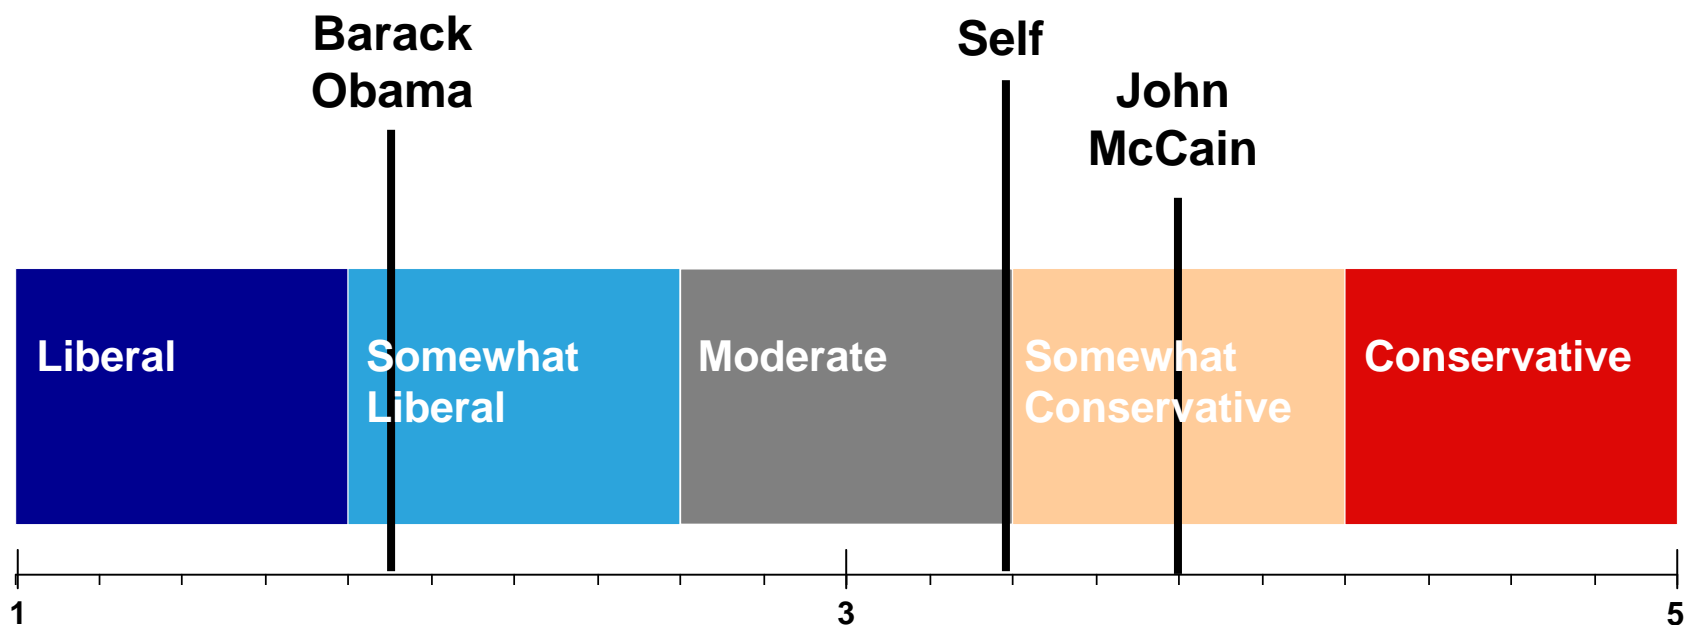 Barack
Obama
Self
John
McCain
Liberal
Somewhat
Liberal
Moderate
Somewhat
Conservative
Conservative
1
3
5